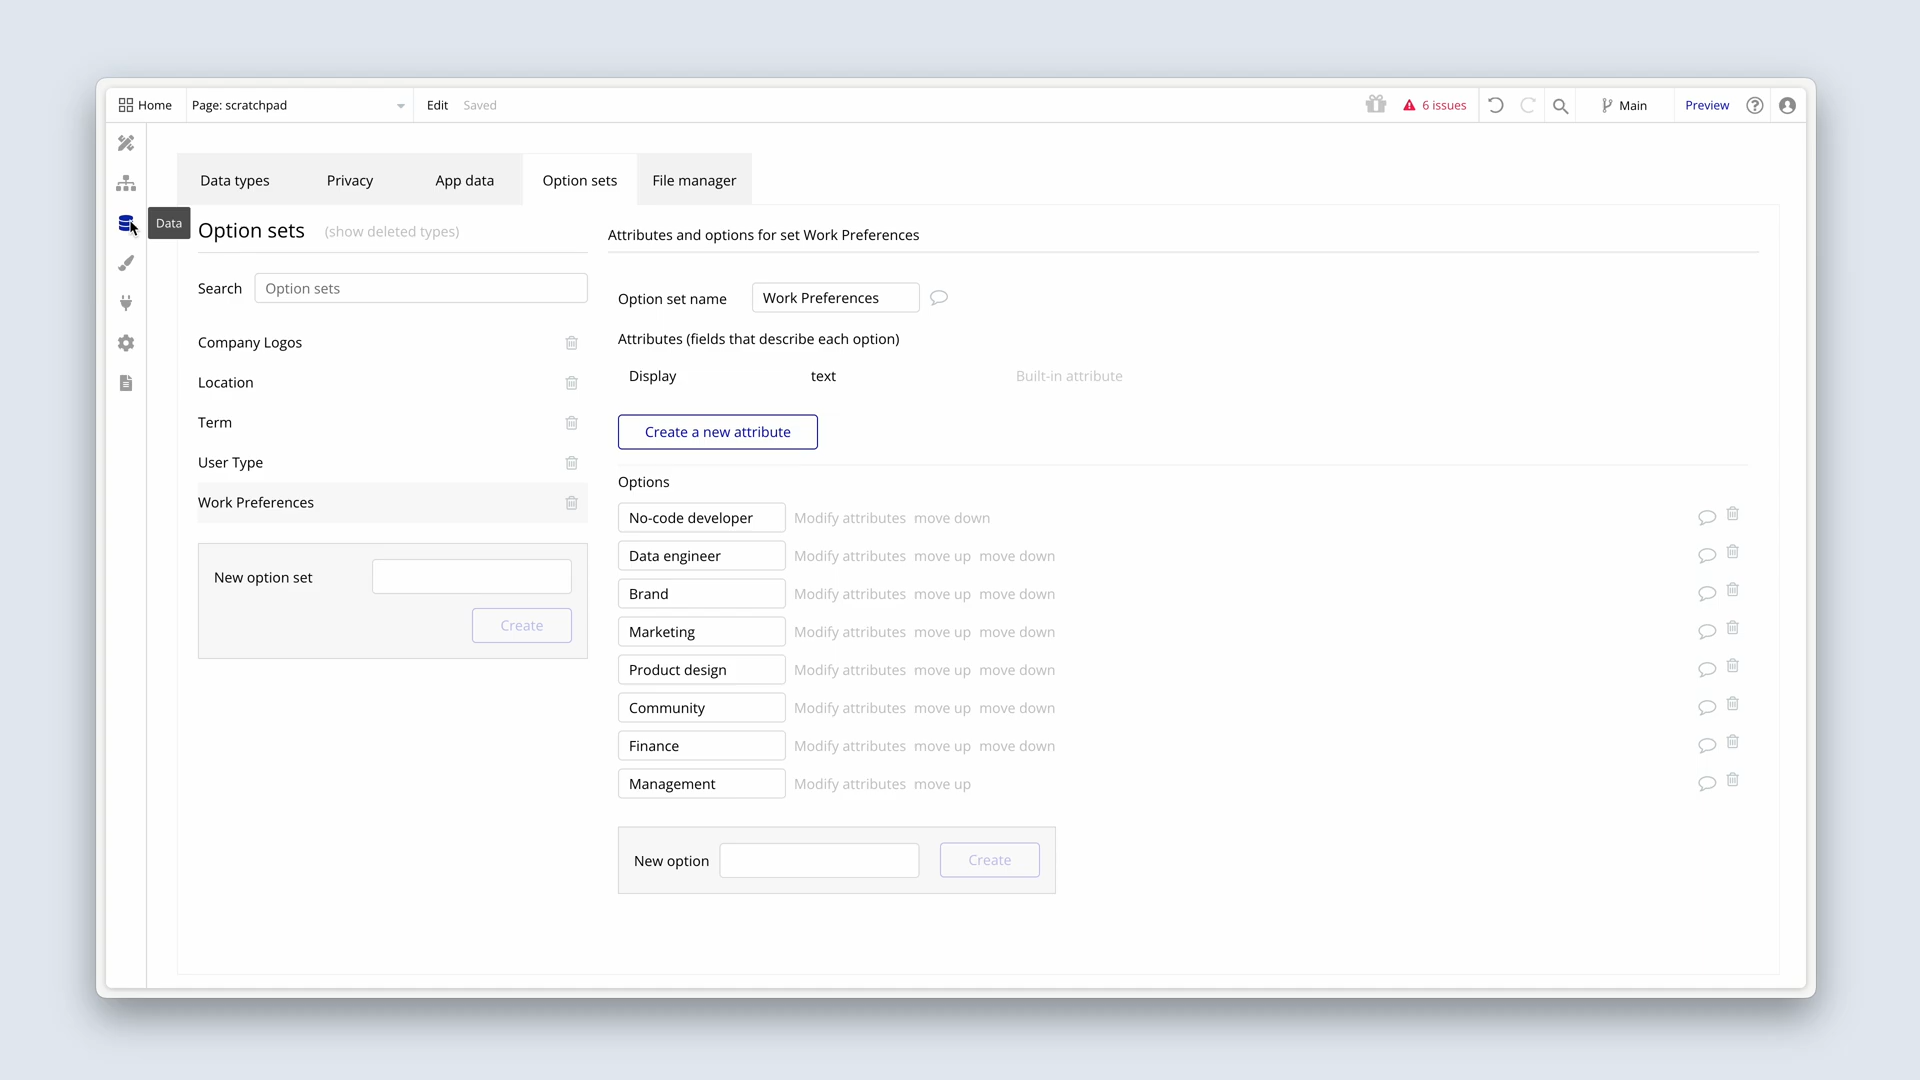 Home
Page: scratchpad
Edit
Saved
6 issues
Main
Preview
Data types
Privacy
App data
Option sets
File manager
Data
Option sets
(show deleted types)
Search
Option sets
Company Logos
Location
Term
User Type
Work Preferences
New option set
Create
Attributes and options for set Work Preferences
Option set name
Work Preferences
Attributes (fields that describe each option)
Display
text
Built-in attribute
Create a new attribute
Options
No-code developer Modify attributes move down
Data engineer Modify attributes move up move down
Brand Modify attributes move up move down
Marketing Modify attributes move up move down
Product design Modify attributes move up move down
Community Modify attributes move up move down
Finance Modify attributes move up move down
Management Modify attributes move up
New option
Create